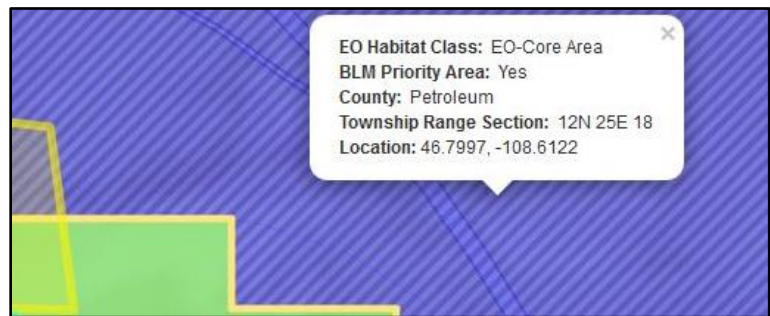 EO Habitat Class: EO-Core Area
BLM Priority Area: Yes
County: Petroleum
Township Range Section: 12N 25E 18
Location: 46.7997, -108.6122